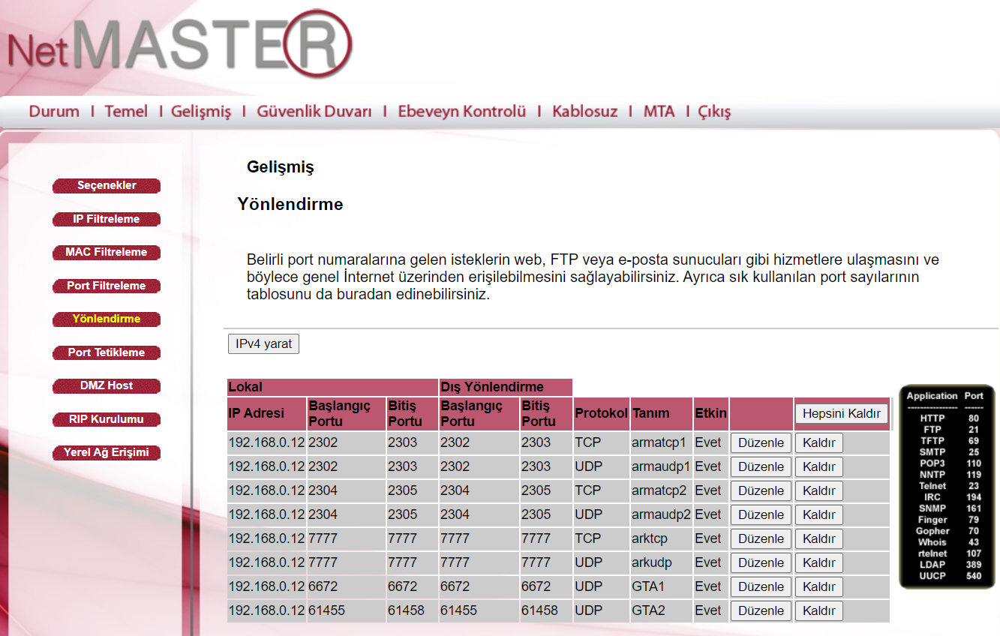 NetMASTER
Durum | Temel | Gelişmiş | Güvenlik Duvarı | Ebeveyn Kontrolü | Kablosuz | MTA | Çıkış
Seçenekler
IP Filtreleme
MAC Filtreleme
Port Filtreleme
Yönlendirme
Port Tetikleme
DMZ Host
RIP Kurulumu
Yerel Ağ Erişimi
Gelişmiş
Yönlendirme
Belirli port numaralarına gelen isteklerin web, FTP veya e-posta sunucuları gibi hizmetlere ulaşmasını ve
böylece genel İnternet üzerinden erişilebilmesini sağlayabilirsiniz. Ayrıca sık kullanılan port sayılarının
tablosunu da buradan edinebilirsiniz.
IPv4 yarat
Lokal Dış Yönlendirme
IP Adresi Başlangıç Portu Bitiş Portu Başlangıç Portu Bitiş Portu Protokol Tanım Etkin Hepsini Kaldır
192.168.0.12 2302 2303 2302 2303 TCP armatcp1 Evet Düzenle Kaldır
192.168.0.12 2302 2303 2302 2303 UDP armaudp1 Evet Düzenle Kaldır
192.168.0.12 2304 2305 2304 2305 TCP armatcp2 Evet Düzenle Kaldır
192.168.0.12 2304 2305 2304 2305 UDP armaudp2 Evet Düzenle Kaldır
192.168.0.12 7777 7777 7777 7777 TCP arktcp Evet Düzenle Kaldır
192.168.0.12 7777 7777 7777 7777 UDP arkudp Evet Düzenle Kaldır
192.168.0.12 6672 6672 6672 6672 UDP GTA1 Evet Düzenle Kaldır
192.168.0.12 61455 61458 61455 61458 UDP GTA2 Evet Düzenle Kaldır
Application Port
HTTP 80
FTP 21
TFTP 69
SMTP 25
POP3 110
NNTP 119
Telnet 23
IRC 194
SNMP 161
Finger 79
Gopher 70
Whois 43
rtelnet 107
LDAP 389
UUCP 540